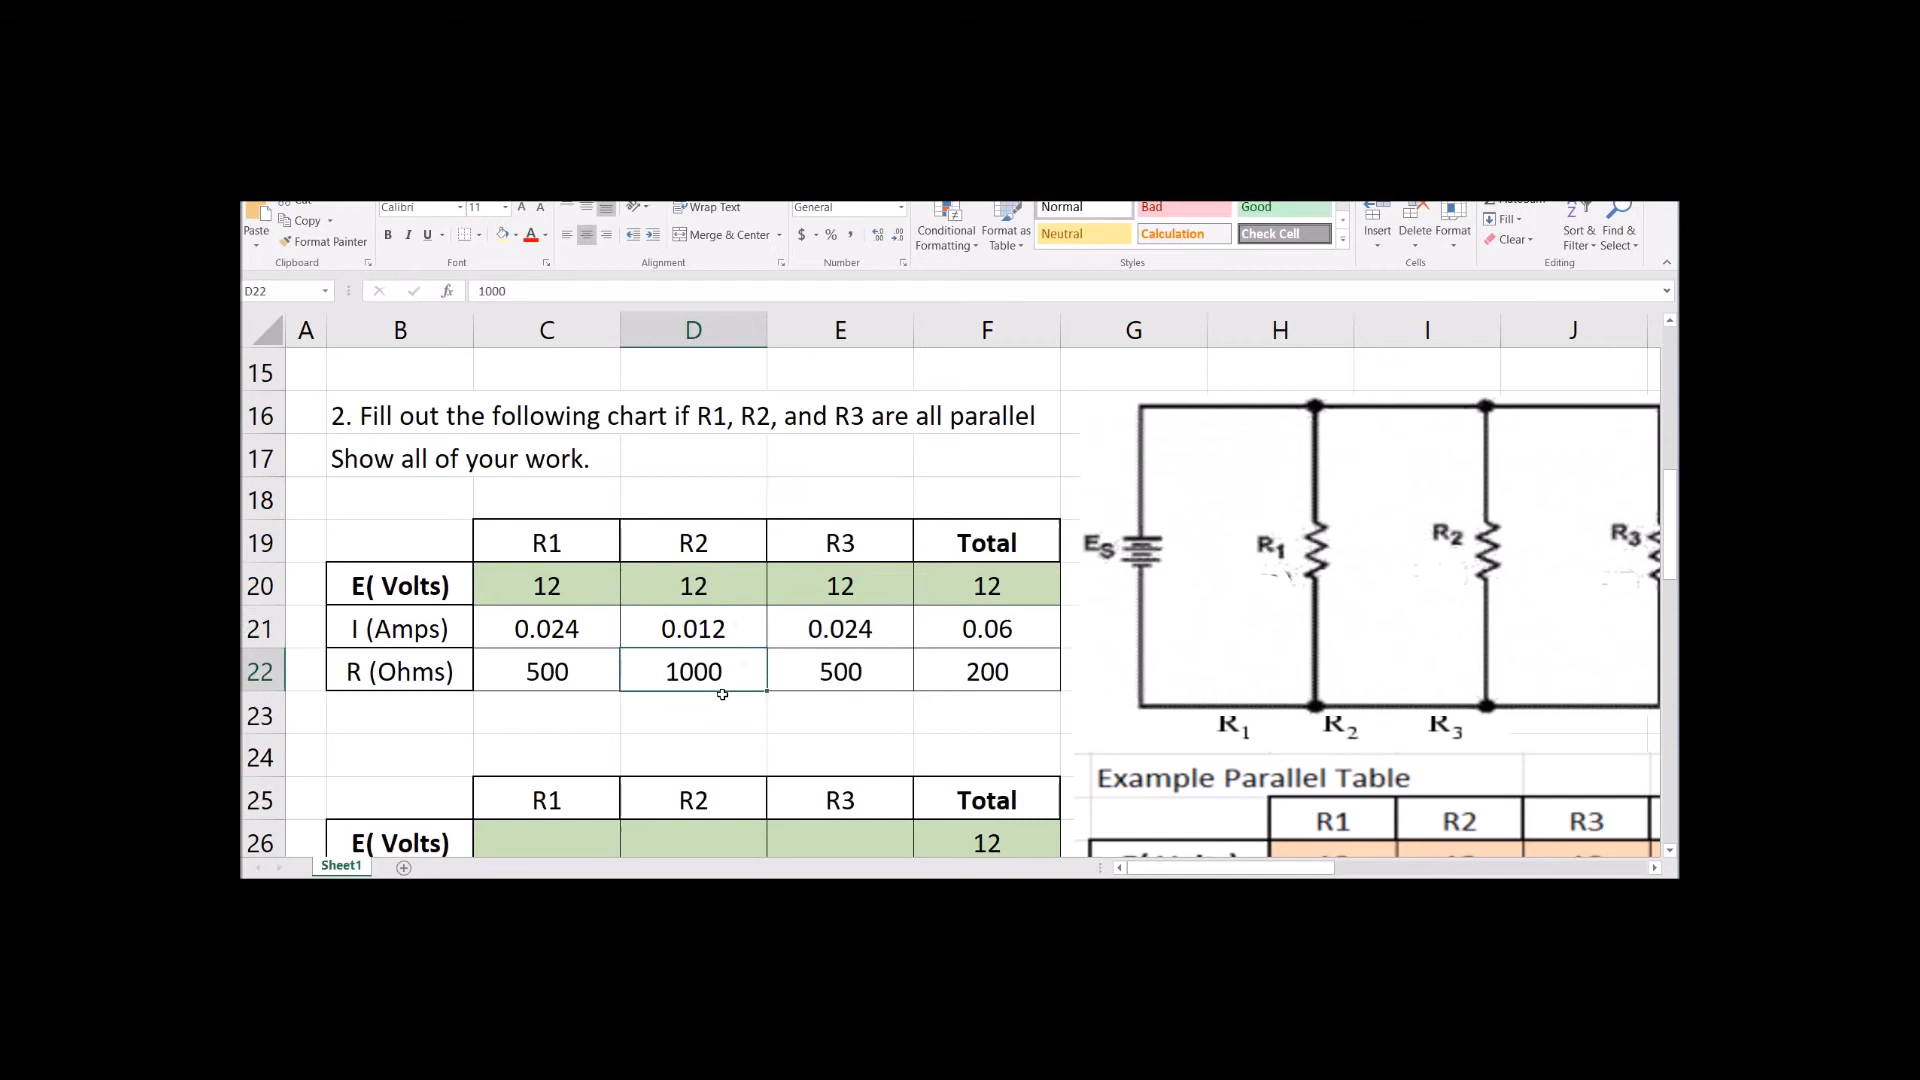 Copy
Paste
Format Painter
Clipboard
Calibri 11 A A
B I U A
Font
Wrap Text
Merge & Center
Alignment
General
$ % ,
Number
Conditional Formatting
Format as Table
Normal Bad Good
Neutral Calculation Check Cell
Styles
Insert Delete Format
Cells
Fill
Clear
Sort & Filter
Find & Select
Editing
D22 fx 1000
A B C D E F G H I J
15
16 2. Fill out the following chart if R1, R2, and R3 are all parallel
17 Show all of your work.
18
19 R1 R2 R3 Total
20 E( Volts) 12 12 12 12
21 I (Amps) 0.024 0.012 0.024 0.06
22 R (Ohms) 500 1000 500 200
23
24
25 R1 R2 R3 Total
26 E( Volts) 12
ES R1 R2 R3
R1 R2 R3
Example Parallel Table
R1 R2 R3
Sheet1